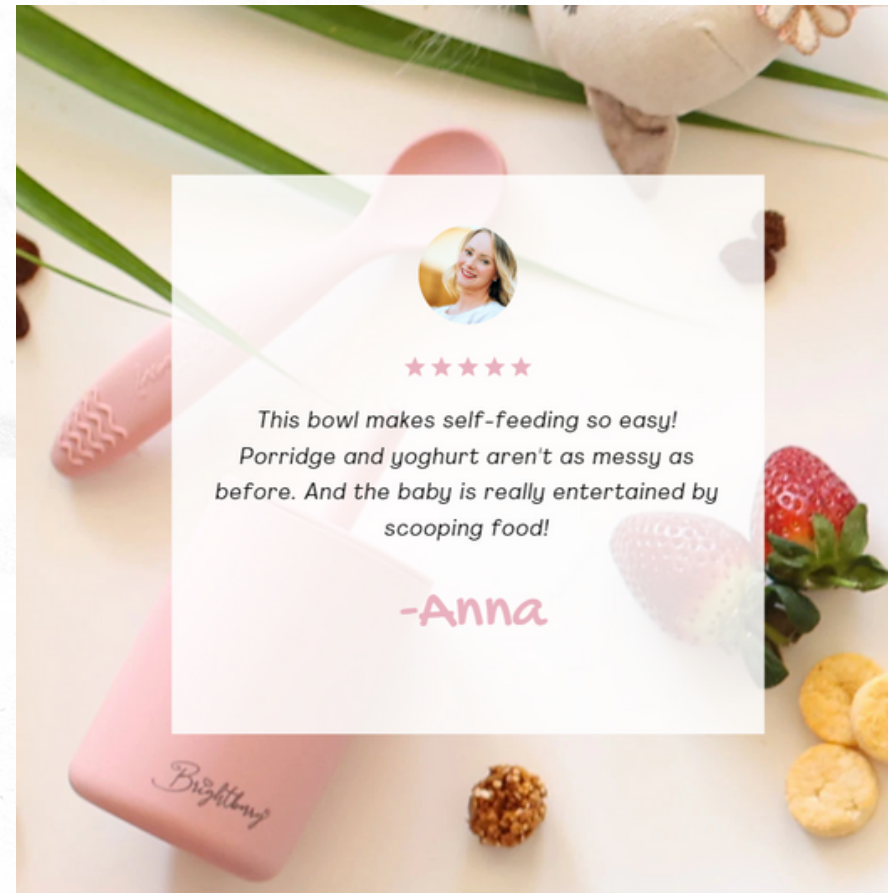 This bowl makes self-feeding so easy!
Porridge and yoghurt aren't as messy as
before. And the baby is really entertained by
scooping food!
-Anna
Brightberry